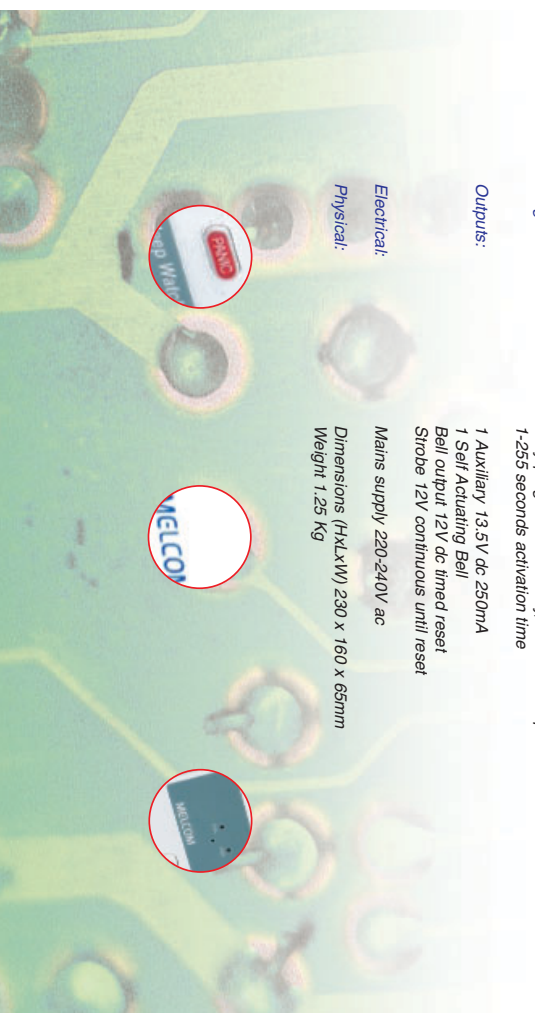 1-255 seconds activation time
Outputs:
1 Auxiliary 13.5V dc 250mA
1 Self Actuating Bell
Bell output 12V dc timed reset
Strobe 12V continuous until reset
Electrical:
Mains supply 220-240V ac
Physical:
Dimensions (HxLxW) 230 x 160 x 65mm
Weight 1.25 Kg
PANIC
MELCOM
MELCOM